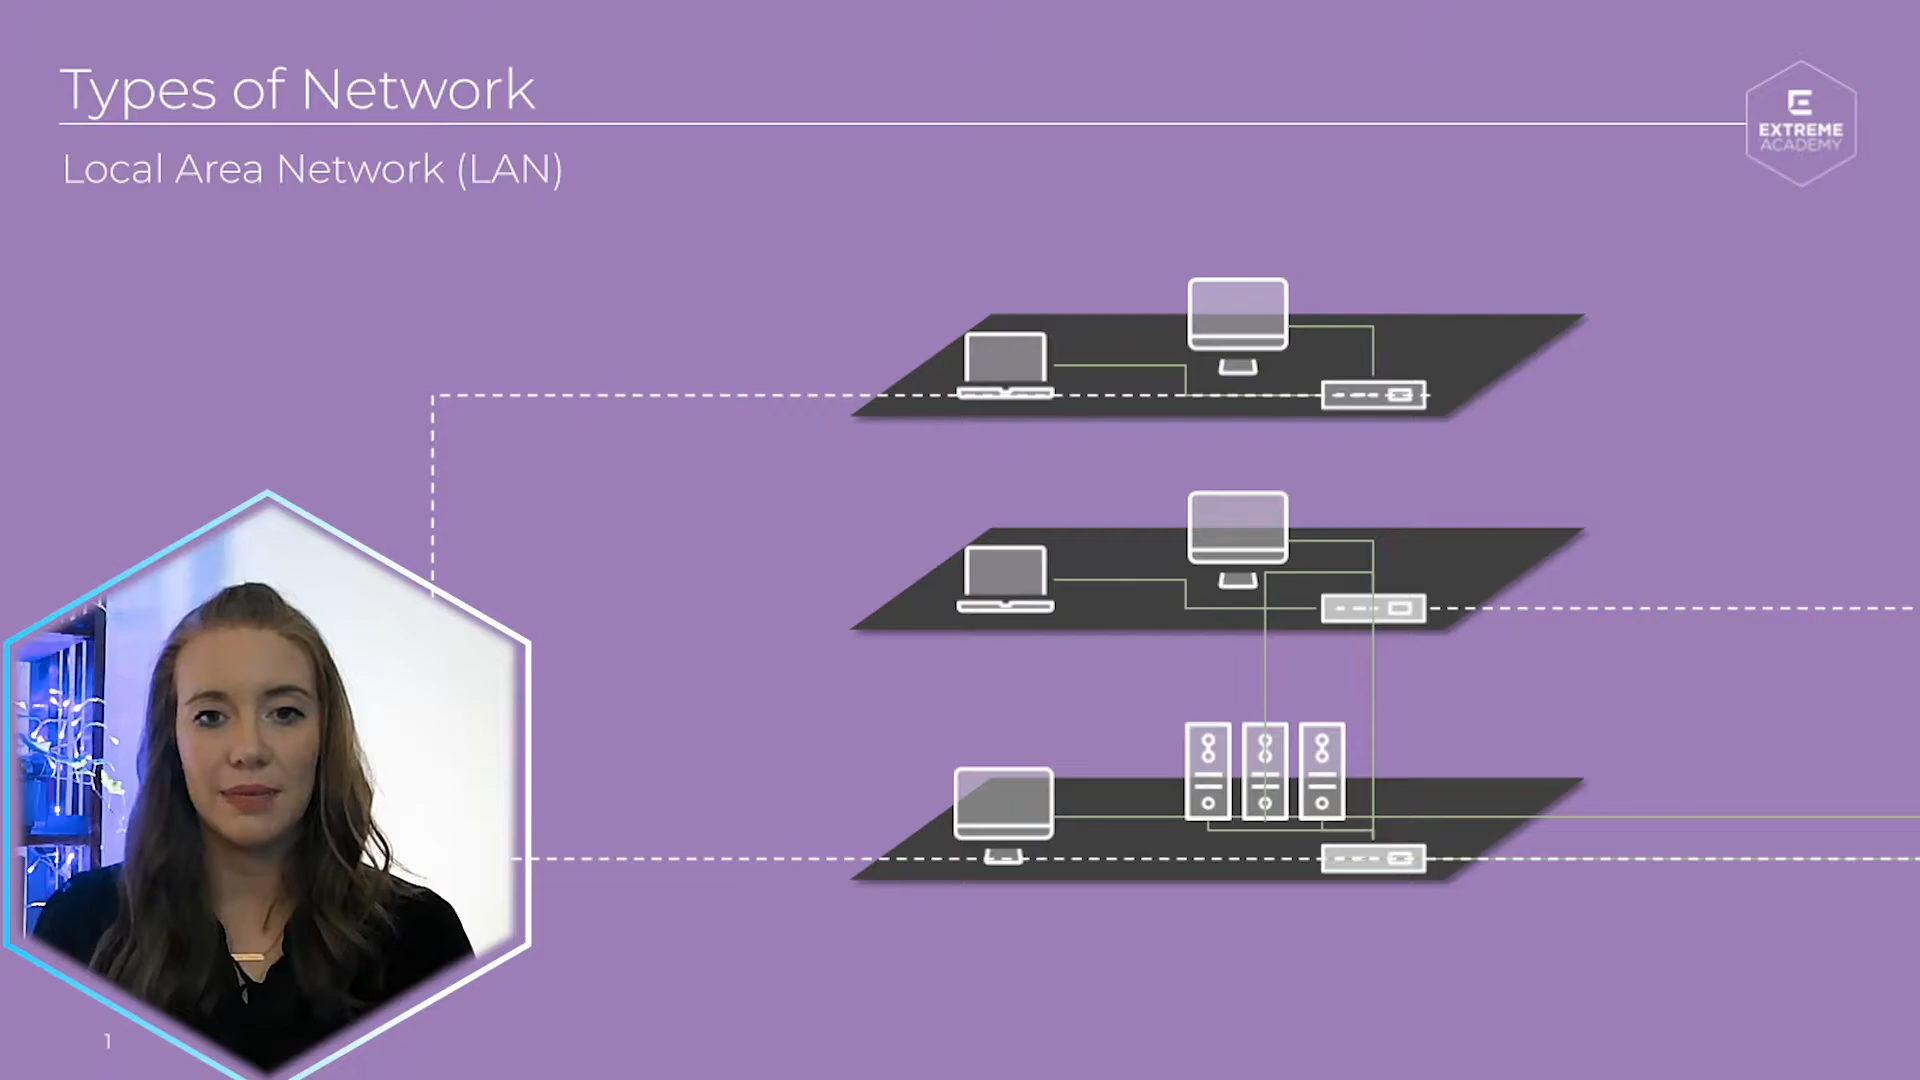 Types of Network
Local Area Network (LAN)
EXTREME
ACADEMY
1